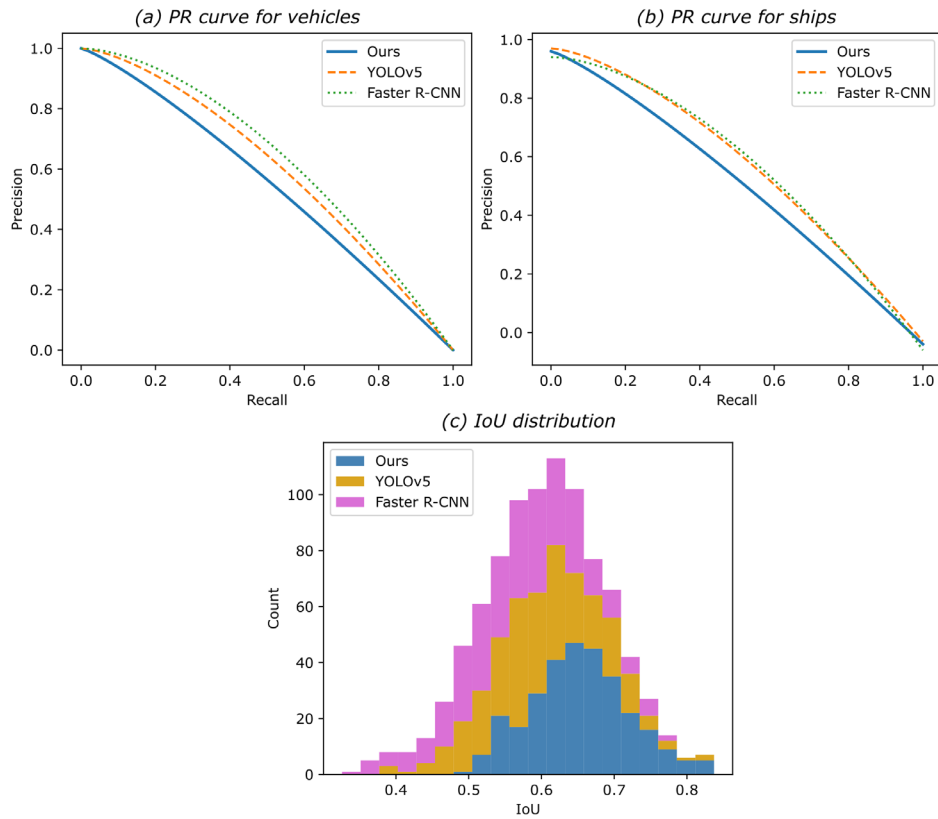 (a) PR curve for vehicles
1.0
0.8
0.6
0.4
0.2
0.0
Precision
Ours
YOLOv5
Faster R-CNN
0.0 0.2 0.4 0.6 0.8 1.0
Recall
(b) PR curve for ships
1.0
0.8
0.6
0.4
0.2
0.0
Precision
Ours
YOLOv5
Faster R-CNN
0.0 0.2 0.4 0.6 0.8 1.0
Recall
(c) IoU distribution
100
80
60
40
20
0
Count
Ours
YOLOv5
Faster R-CNN
0.4 0.5 0.6 0.7 0.8
IoU